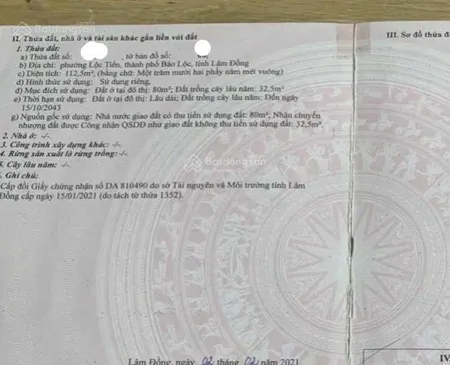 II. Thửa đất, nhà ở và tài sản khác gắn liền với đất
III. Sơ đồ thửa đ
1. Thửa đất:
a) Thửa đất số: , tờ bản đồ số:
b) Địa chỉ: phường Lộc Tiến, thành phố Bảo Lộc, tỉnh Lâm Đồng
c) Diện tích: 112,5m², (bằng chữ: Một trăm mười hai phẩy năm mét vuông)
d) Hình thức sử dụng: Sử dụng riêng,
đ) Mục đích sử dụng: Đất ở tại đô thị: 80m²; Đất trồng cây lâu năm: 32,5m²
e) Thời hạn sử dụng: Đất ở tại đô thị: Lâu dài; Đất trồng cây lâu năm: Đến ngày
15/10/2043
g) Nguồn gốc sử dụng: Nhà nước giao đất có thu tiền sử dụng đất: 80m²; Nhận chuyển
nhượng đất được Công nhận QSDĐ như giao đất không thu tiền sử dụng đất: 32,5m².
2. Nhà ở: -/-
3. Công trình xây dựng khác: -/-
4. Rừng sản xuất là rừng trồng: -/-
5. Cây lâu năm: -/-
Ghi chú:
Cấp đổi Giấy chứng nhận số DA 816490 do sở Tài nguyên và Môi trường tỉnh Lâm
Đồng cấp ngày 15/01/2021 (do tách từ thửa 1352).
Batdongsan
Lâm Đồng, ngày 02 tháng 02 năm 2021
IV